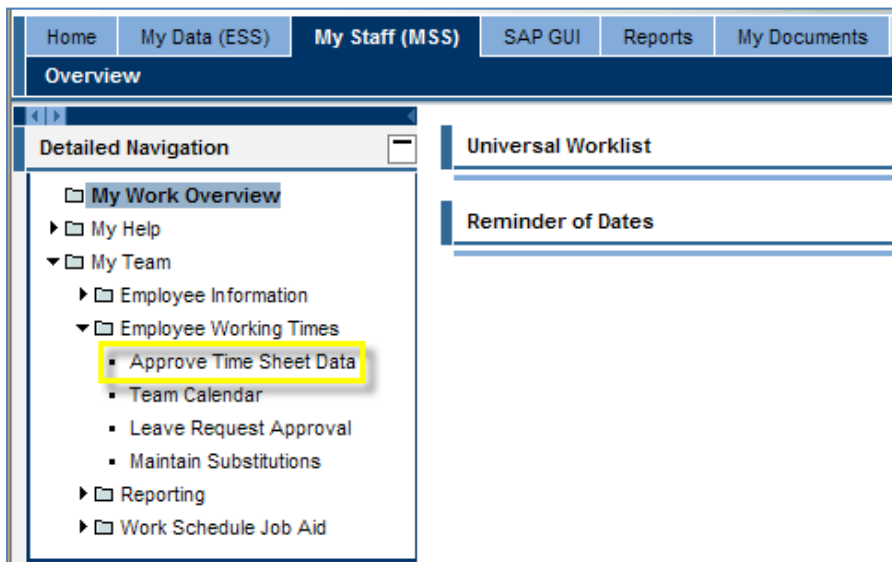 Home My Data (ESS) My Staff (MSS) SAP GUI Reports My Documents
Overview
Detailed Navigation
My Work Overview
My Help
My Team
Employee Information
Employee Working Times
Approve Time Sheet Data
Team Calendar
Leave Request Approval
Maintain Substitutions
Reporting
Work Schedule Job Aid
Universal Worklist
Reminder of Dates